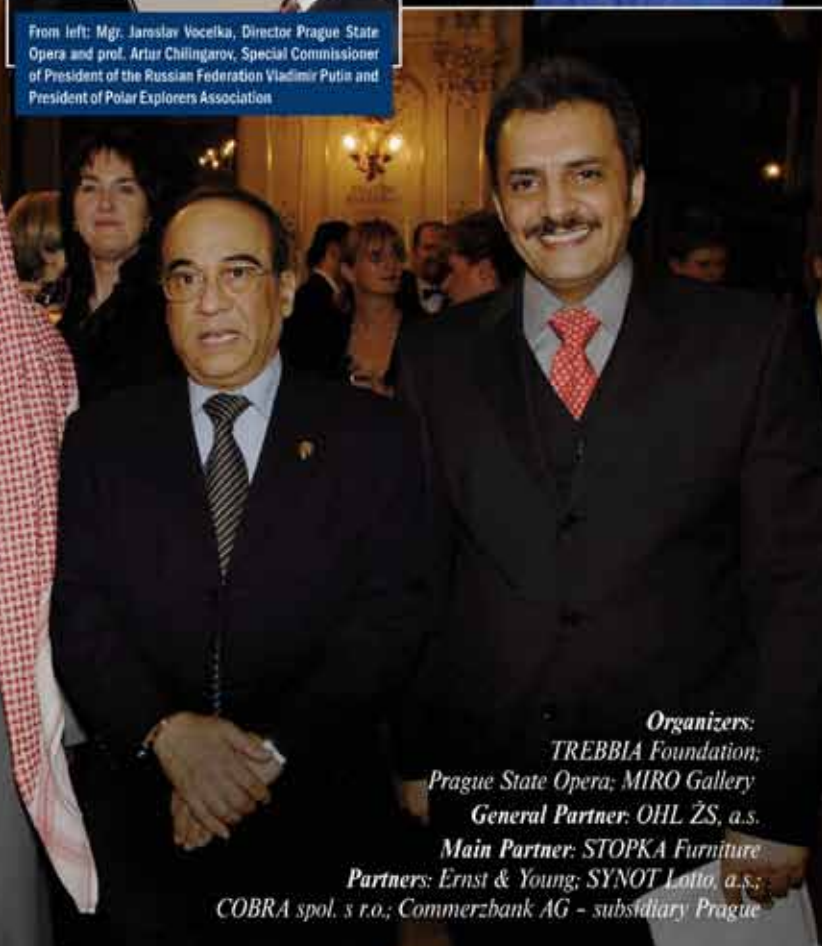 From left: Mgr. Jaroslav Vocelka, Director Prague State
Opera and prof. Artur Chilingarov, Special Commissioner
of President of the Russian Federation Vladimir Putin and
President of Polar Explorers Association
Organizers:
TREBBIA Foundation;
Prague State Opera; MIRO Gallery
General Partner: OHL ŽS, a.s.
Main Partner: STOPKA Furniture
Partners: Ernst & Young; SYNOT Lotto, a.s.;
COBRA spol. s r.o.; Commerzbank AG – subsidiary Prague